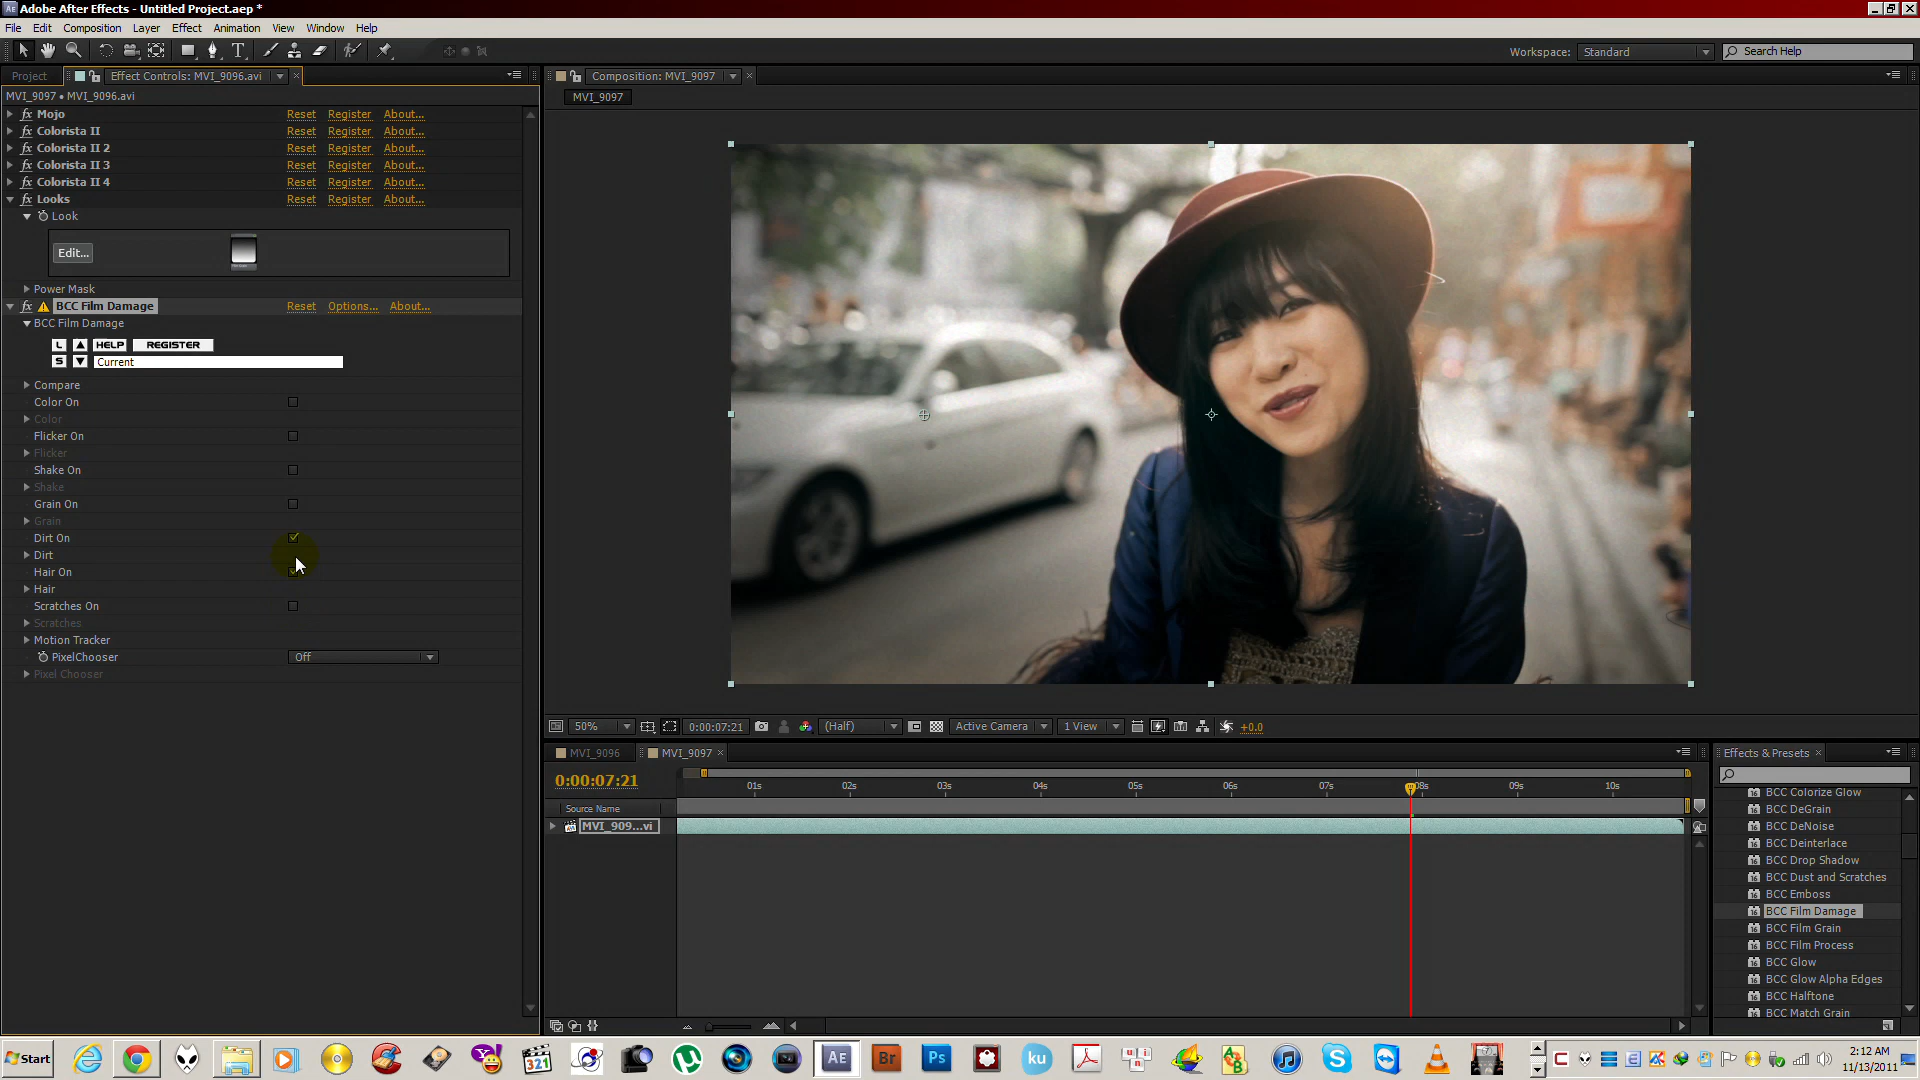 Adobe After Effects - Untitled Project.aep *
File Edit Composition Layer Effect Animation View Window Help
Workspace: Standard Search Help
Project Effect Controls: MVI_9096.avi
Composition: MVI_9097
MVI_9097 • MVI_9096.avi
MVI_9097
Mojo Reset Register About...
Colorista II Reset Register About...
Colorista II 2 Reset Register About...
Colorista II 3 Reset Register About...
Colorista II 4 Reset Register About...
Looks Reset Register About...
Look
Edit...
Power Mask
BCC Film Damage Reset Options... About...
BCC Film Damage
L HELP REGISTER
S Current
Compare
Color On
Color
Flicker On
Flicker
Shake On
Shake
Grain On
Grain
Dirt On
Dirt
Hair On
Hair
Scratches On
Scratches
Motion Tracker
PixelChooser Off
Pixel Chooser
50% 0:00:07:21 (Half) Active Camera 1 View +0.0
MVI_9096 MVI_9097
0:00:07:21
01s 02s 03s 04s 05s 06s 07s 08s 09s 10s
Source Name
MVI_909...vi
Effects & Presets
BCC Colorize Glow
BCC DeGrain
BCC DeNoise
BCC Deinterlace
BCC Drop Shadow
BCC Dust and Scratches
BCC Emboss
BCC Film Damage
BCC Film Grain
BCC Film Process
BCC Glow
BCC Glow Alpha Edges
BCC Halftone
BCC Match Grain
Start 321 Ae Br Ps ku 2:12 AM
11/13/2011